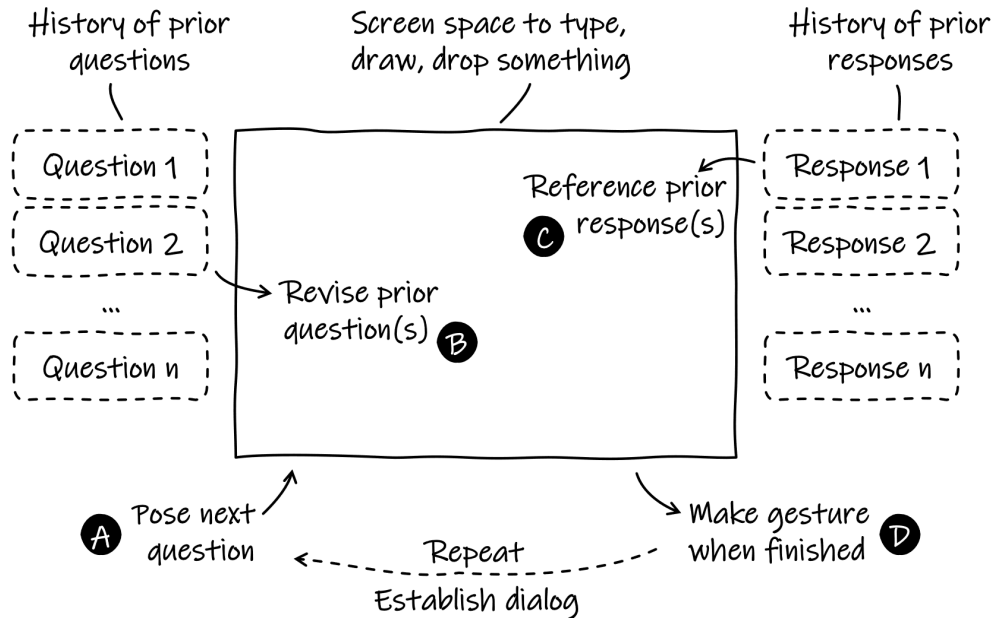 History of prior
questions
Screen space to type,
draw, drop something
History of prior
responses
Question 1
Question 2
...
Question n
Reference prior
response(s)
C
Revise prior
question(s)
B
Response 1
Response 2
...
Response n
A
Pose next
question
Repeat
Establish dialog
Make gesture
when finished
D